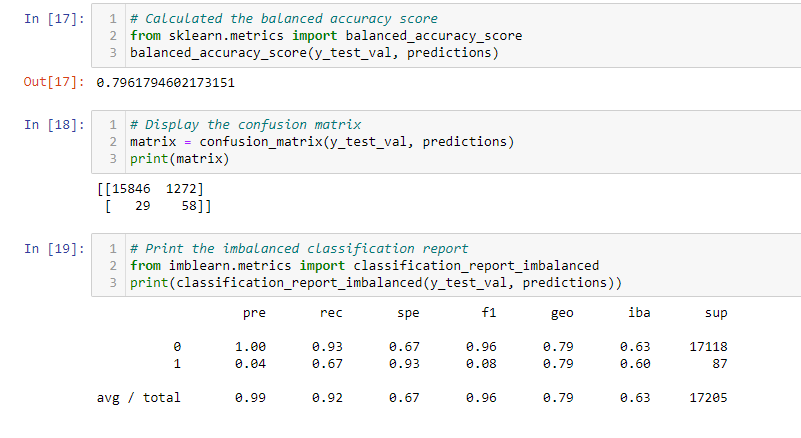 In [17]: 1 # Calculated the balanced accuracy score
2 from sklearn.metrics import balanced_accuracy_score
3 balanced_accuracy_score(y_test_val, predictions)
Out[17]: 0.7961794602173151
In [18]: 1 # Display the confusion matrix
2 matrix = confusion_matrix(y_test_val, predictions)
3 print(matrix)
[[15846 1272]
[ 29 58]]
In [19]: 1 # Print the imbalanced classification report
2 from imblearn.metrics import classification_report_imbalanced
3 print(classification_report_imbalanced(y_test_val, predictions))
pre rec spe f1 geo iba sup
0 1.00 0.93 0.67 0.96 0.79 0.63 17118
1 0.04 0.67 0.93 0.08 0.79 0.60 87
avg / total 0.99 0.92 0.67 0.96 0.79 0.63 17205